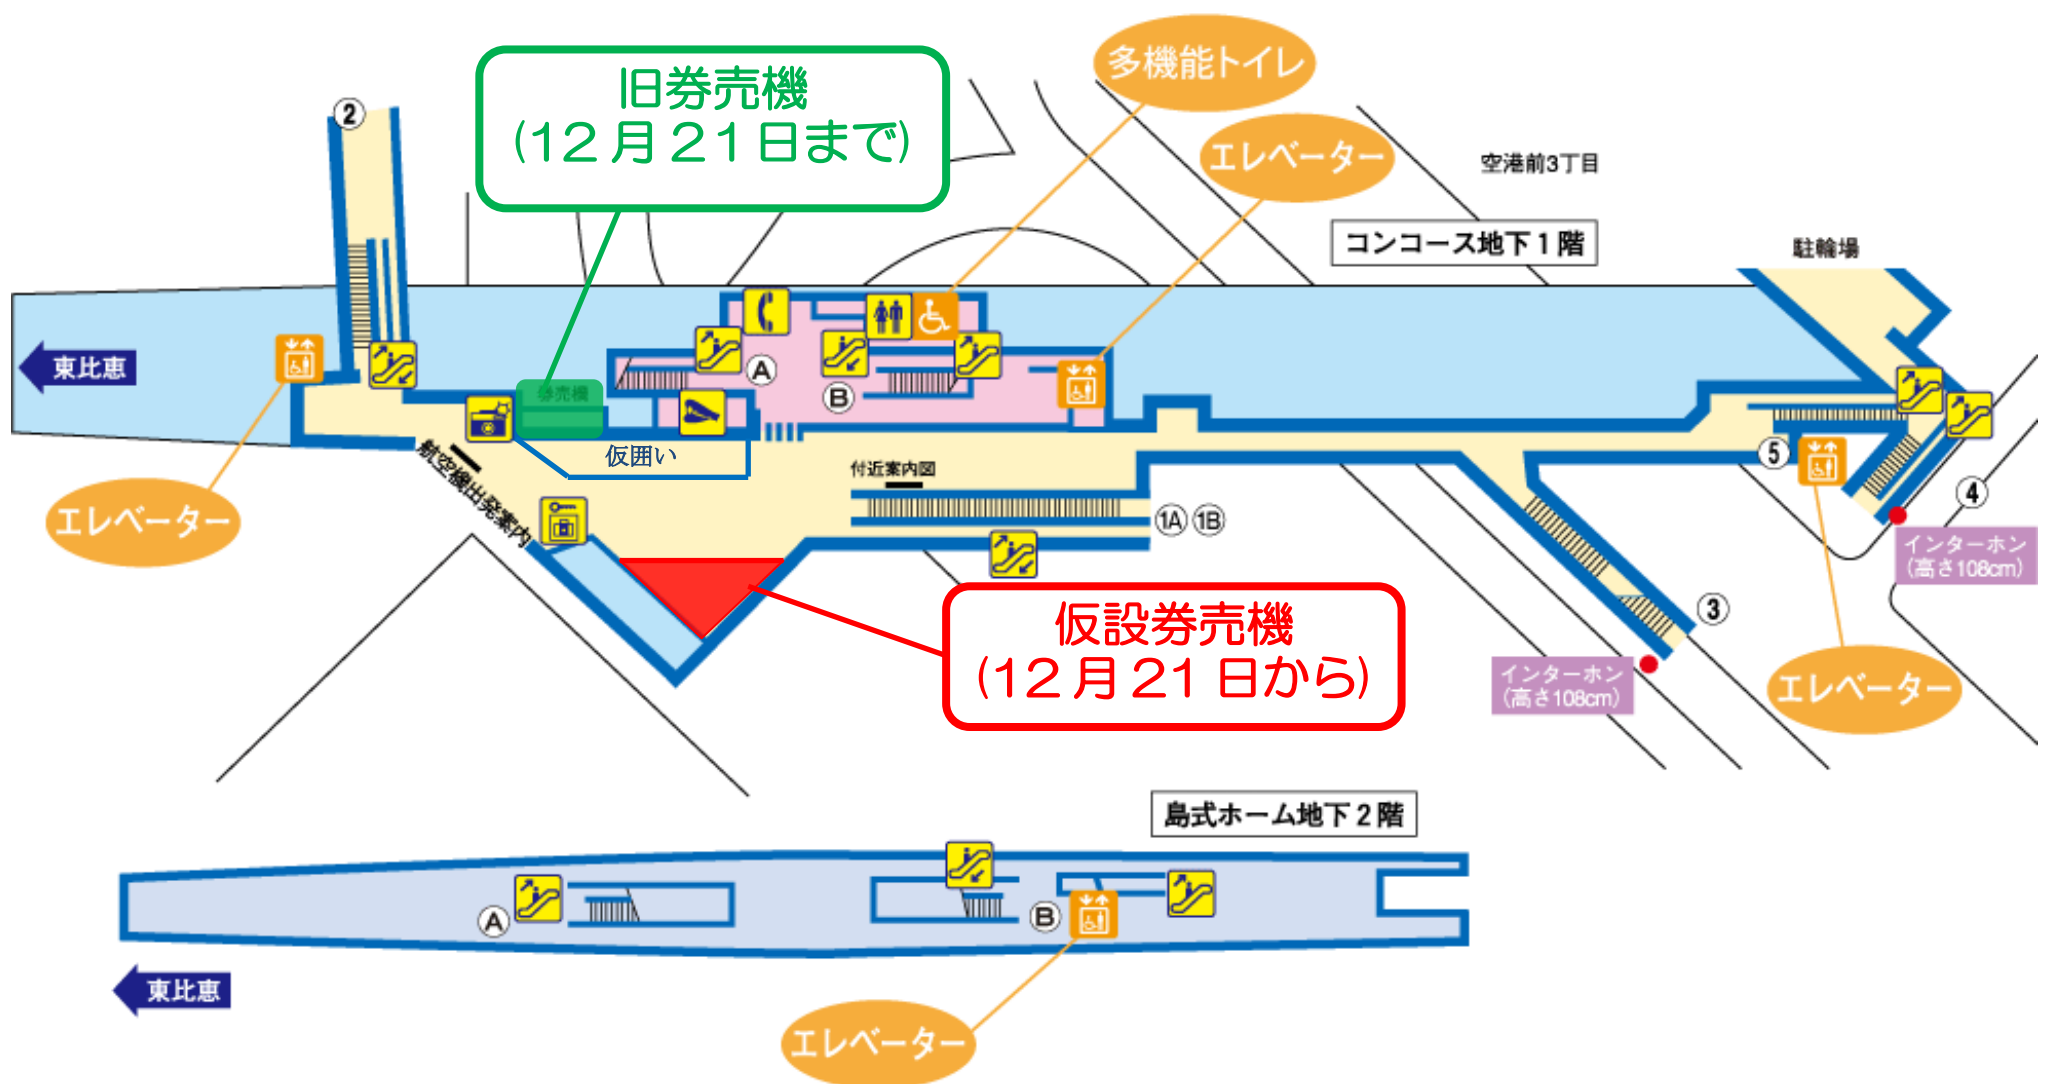 多機能トイレ
旧券売機
(12月21日まで)
②
エレベーター
空港前3丁目
コンコース地下1階
駐輪場
東比恵
A
券売機
B
仮囲い
航空機出発案内
付近案内図
⑤
④
エレベーター
1A 1B
インターホン
(高さ108cm)
仮設券売機
(12月21日から)
③
インターホン
(高さ108cm)
エレベーター
島式ホーム地下2階
A
B
東比恵
エレベーター